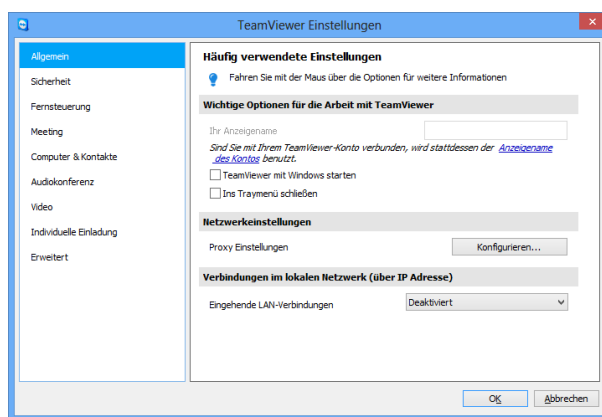 TeamViewer Einstellungen
Allgemein
Sicherheit
Fernsteuerung
Meeting
Computer & Kontakte
Audiokonferenz
Video
Individuelle Einladung
Erweitert
Häufig verwendete Einstellungen
Fahren Sie mit der Maus über die Optionen für weitere Informationen
Wichtige Optionen für die Arbeit mit TeamViewer
Ihr Anzeigename
Sind Sie mit Ihrem TeamViewer-Konto verbunden, wird stattdessen der Anzeigename
des Kontos benutzt.
TeamViewer mit Windows starten
Ins Traymenü schließen
Netzwerkeinstellungen
Proxy Einstellungen
Konfigurieren...
Verbindungen im lokalen Netzwerk (über IP Adresse)
Eingehende LAN-Verbindungen
Deaktiviert
OK
Abbrechen